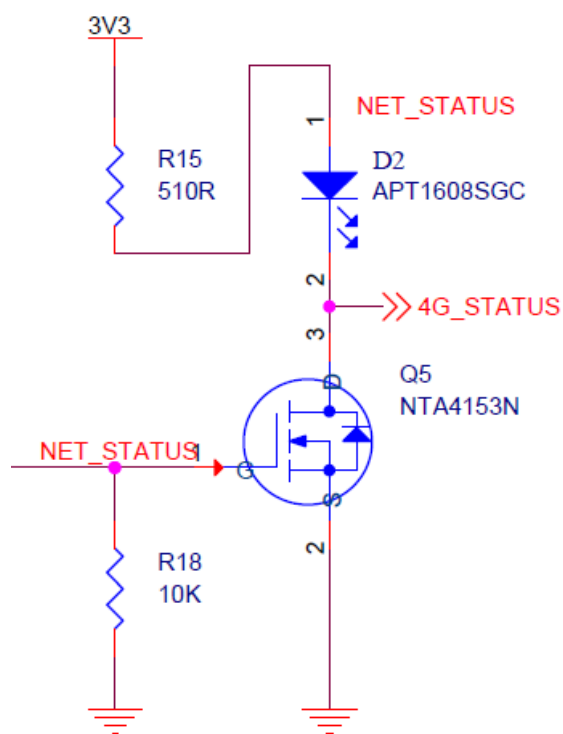 3V3
NET_STATUS
1
R15
510R
D2
APT1608SGC
2
4G_STATUS
3
D
Q5
NTA4153N
NET_STATUS
1
G
S
2
R18
10K